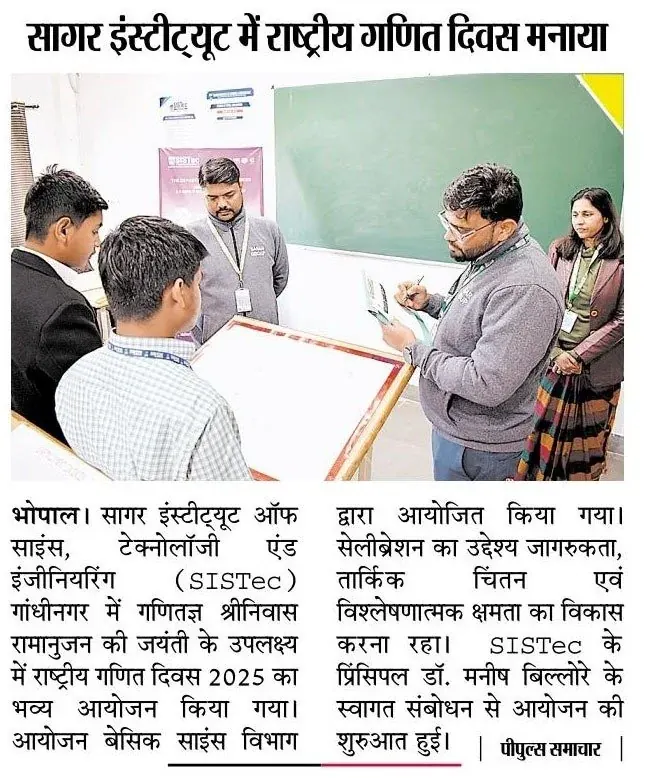 सागर इंस्टीट्यूट में राष्ट्रीय गणित दिवस मनाया
SISTec
भोपाल। सागर इंस्टीट्यूट ऑफ
साइंस, टेक्नोलॉजी एंड
इंजीनियरिंग (SISTec)
गांधीनगर में गणितज्ञ श्रीनिवास
रामानुजन की जयंती के उपलक्ष्य
में राष्ट्रीय गणित दिवस 2025 का
भव्य आयोजन किया गया।
आयोजन बेसिक साइंस विभाग
द्वारा आयोजित किया गया।
सेलीब्रेशन का उद्देश्य जागरुकता,
तार्किक चिंतन एवं
विश्लेषणात्मक क्षमता का विकास
करना रहा। SISTec के
प्रिंसिपल डॉ. मनीष बिल्लोरे के
स्वागत संबोधन से आयोजन की
शुरुआत हुई।
पीपुल्स समाचार